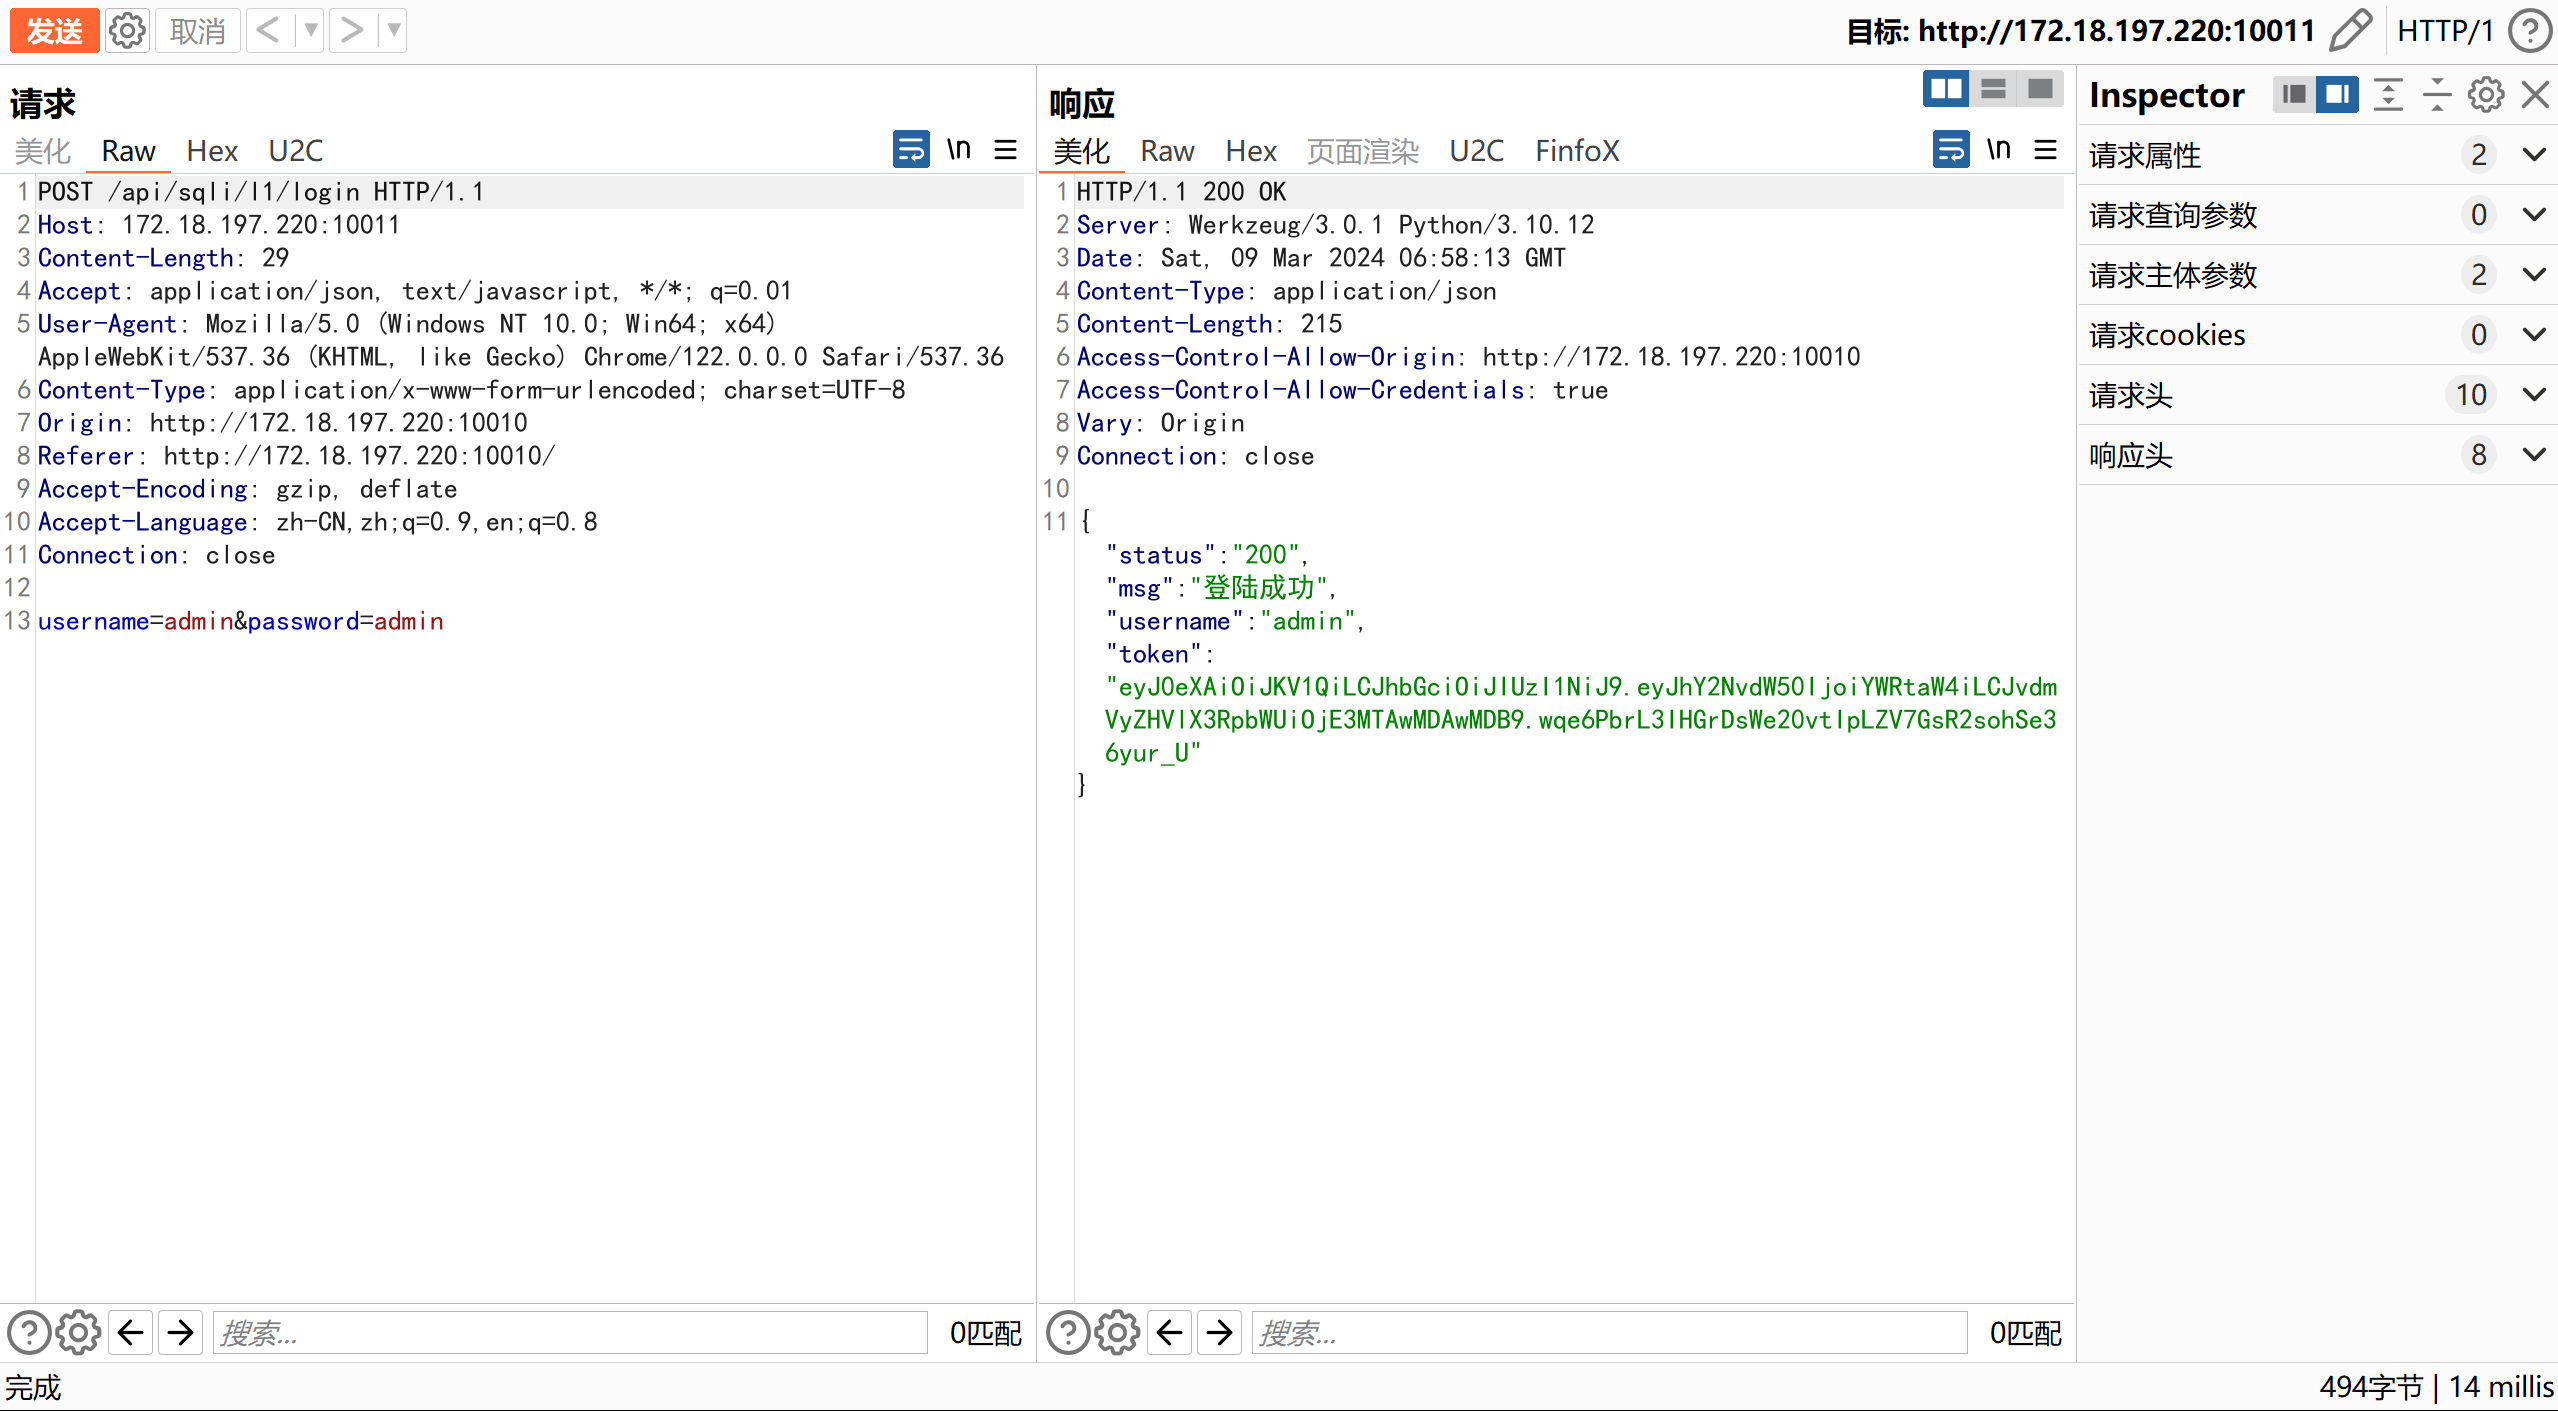 发送 取消 < > 目标: http://172.18.197.220:10011 HTTP/1
请求
美化 Raw Hex U2C \n
1 POST /api/sqli/l1/login HTTP/1.1
2 Host: 172.18.197.220:10011
3 Content-Length: 29
4 Accept: application/json, text/javascript, */*; q=0.01
5 User-Agent: Mozilla/5.0 (Windows NT 10.0; Win64; x64)
AppleWebKit/537.36 (KHTML, like Gecko) Chrome/122.0.0.0 Safari/537.36
6 Content-Type: application/x-www-form-urlencoded; charset=UTF-8
7 Origin: http://172.18.197.220:10010
8 Referer: http://172.18.197.220:10010/
9 Accept-Encoding: gzip, deflate
10 Accept-Language: zh-CN,zh;q=0.9,en;q=0.8
11 Connection: close
12
13 username=admin&password=admin
搜索... 0匹配
响应
美化 Raw Hex 页面渲染 U2C FinfoX \n
1 HTTP/1.1 200 OK
2 Server: Werkzeug/3.0.1 Python/3.10.12
3 Date: Sat, 09 Mar 2024 06:58:13 GMT
4 Content-Type: application/json
5 Content-Length: 215
6 Access-Control-Allow-Origin: http://172.18.197.220:10010
7 Access-Control-Allow-Credentials: true
8 Vary: Origin
9 Connection: close
10
11 {
"status":"200",
"msg":"登陆成功",
"username":"admin",
"token":
"eyJ0eXAiOiJKV1QiLCJhbGciOiJIUzI1NiJ9.eyJhY2NvdW50IjoiYWRtaW4iLCJvdm
VyZHVlX3RpbWUiOjE3MTAwMDAwMDB9.wqe6PbrL3IHGrDsWe20vtIpLZV7GsR2sohSe3
6yur_U"
}
搜索... 0匹配
Inspector
请求属性 2
请求查询参数 0
请求主体参数 2
请求cookies 0
请求头 10
响应头 8
完成 494字节 | 14 millis